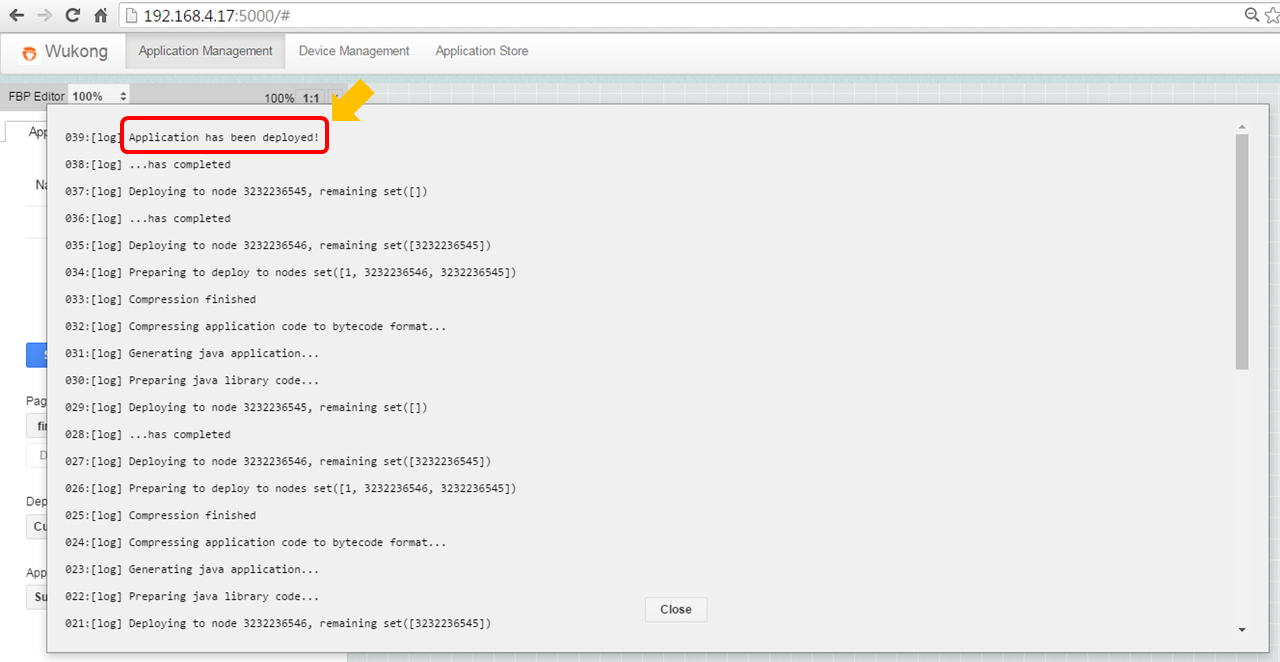 192.168.4.17:5000/#
Wukong Application Management Device Management Application Store
FBP Editor 100% 100% 1:1
039:[log] Application has been deployed!
038:[log] ...has completed
037:[log] Deploying to node 3232236545, remaining set([])
036:[log] ...has completed
035:[log] Deploying to node 3232236546, remaining set([3232236545])
034:[log] Preparing to deploy to nodes set([1, 3232236546, 3232236545])
033:[log] Compression finished
032:[log] Compressing application code to bytecode format...
031:[log] Generating java application...
030:[log] Preparing java library code...
029:[log] Deploying to node 3232236545, remaining set([])
028:[log] ...has completed
027:[log] Deploying to node 3232236546, remaining set([3232236545])
026:[log] Preparing to deploy to nodes set([1, 3232236546, 3232236545])
025:[log] Compression finished
024:[log] Compressing application code to bytecode format...
023:[log] Generating java application...
022:[log] Preparing java library code...
021:[log] Deploying to node 3232236546, remaining set([3232236545])
Close
App
Na
S
Pag
fir
D
Dep
Cu
App
Su